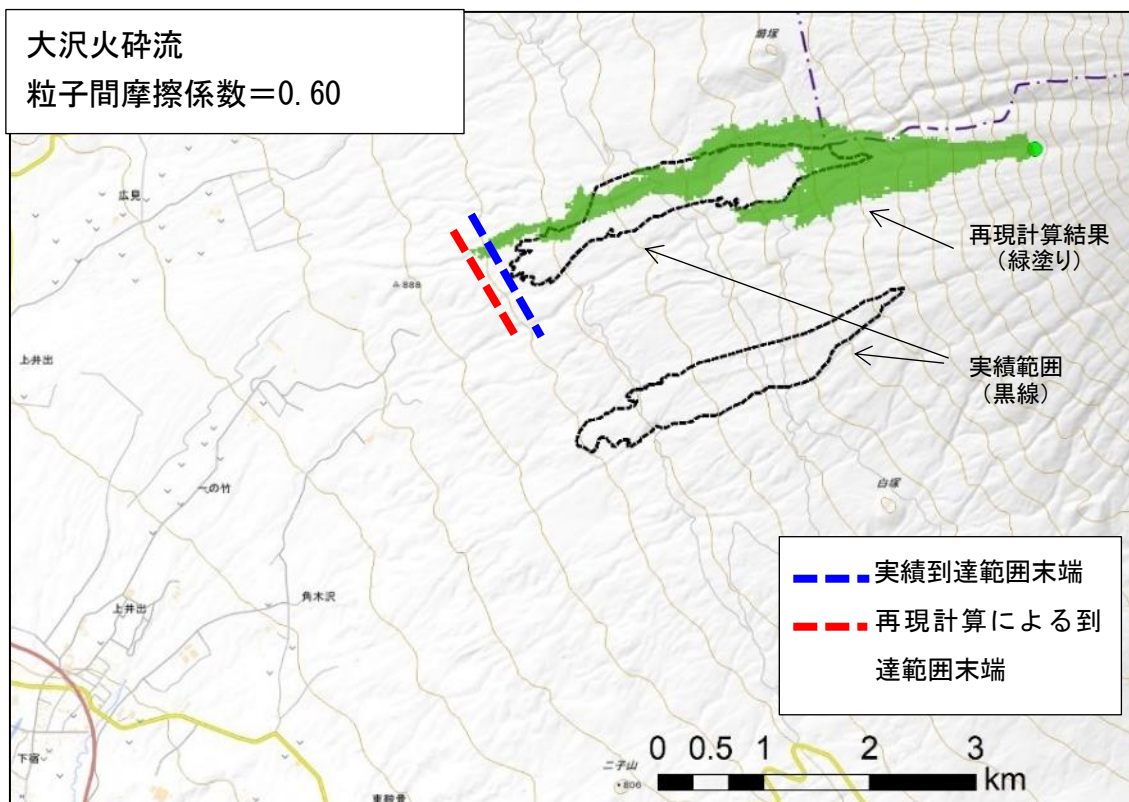 大沢火砕流
粒子間摩擦係数＝0.60
広見
888
再現計算結果
（緑塗り）
上井出
実績範囲
（黒線）
一の竹
白塚
実績到達範囲末端
再現計算による到
達範囲末端
角木沢
上井出
下宿
二子山
806
0 0.5 1 2 3
km